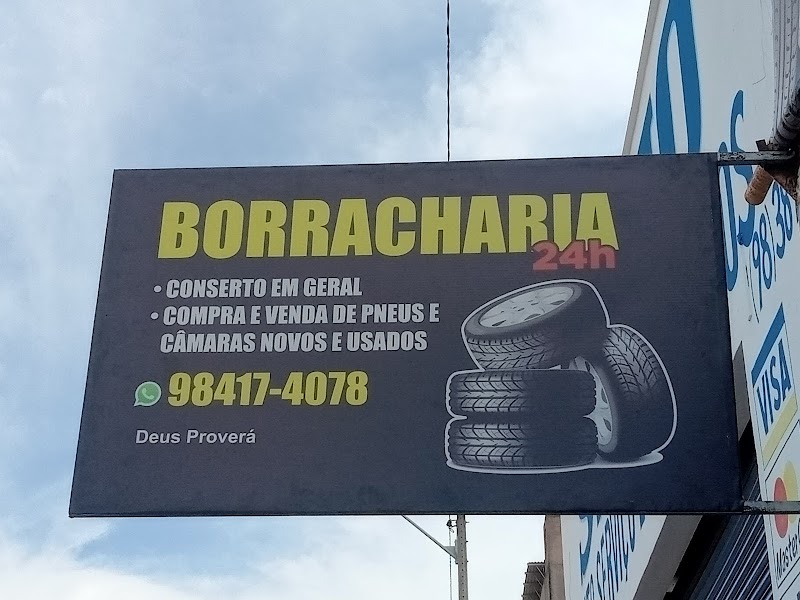 BORRACHARIA
24h
• CONSERTO EM GERAL
• COMPRA E VENDA DE PNEUS E
CÂMARAS NOVOS E USADOS
98417-4078
Deus Proverá
VISA